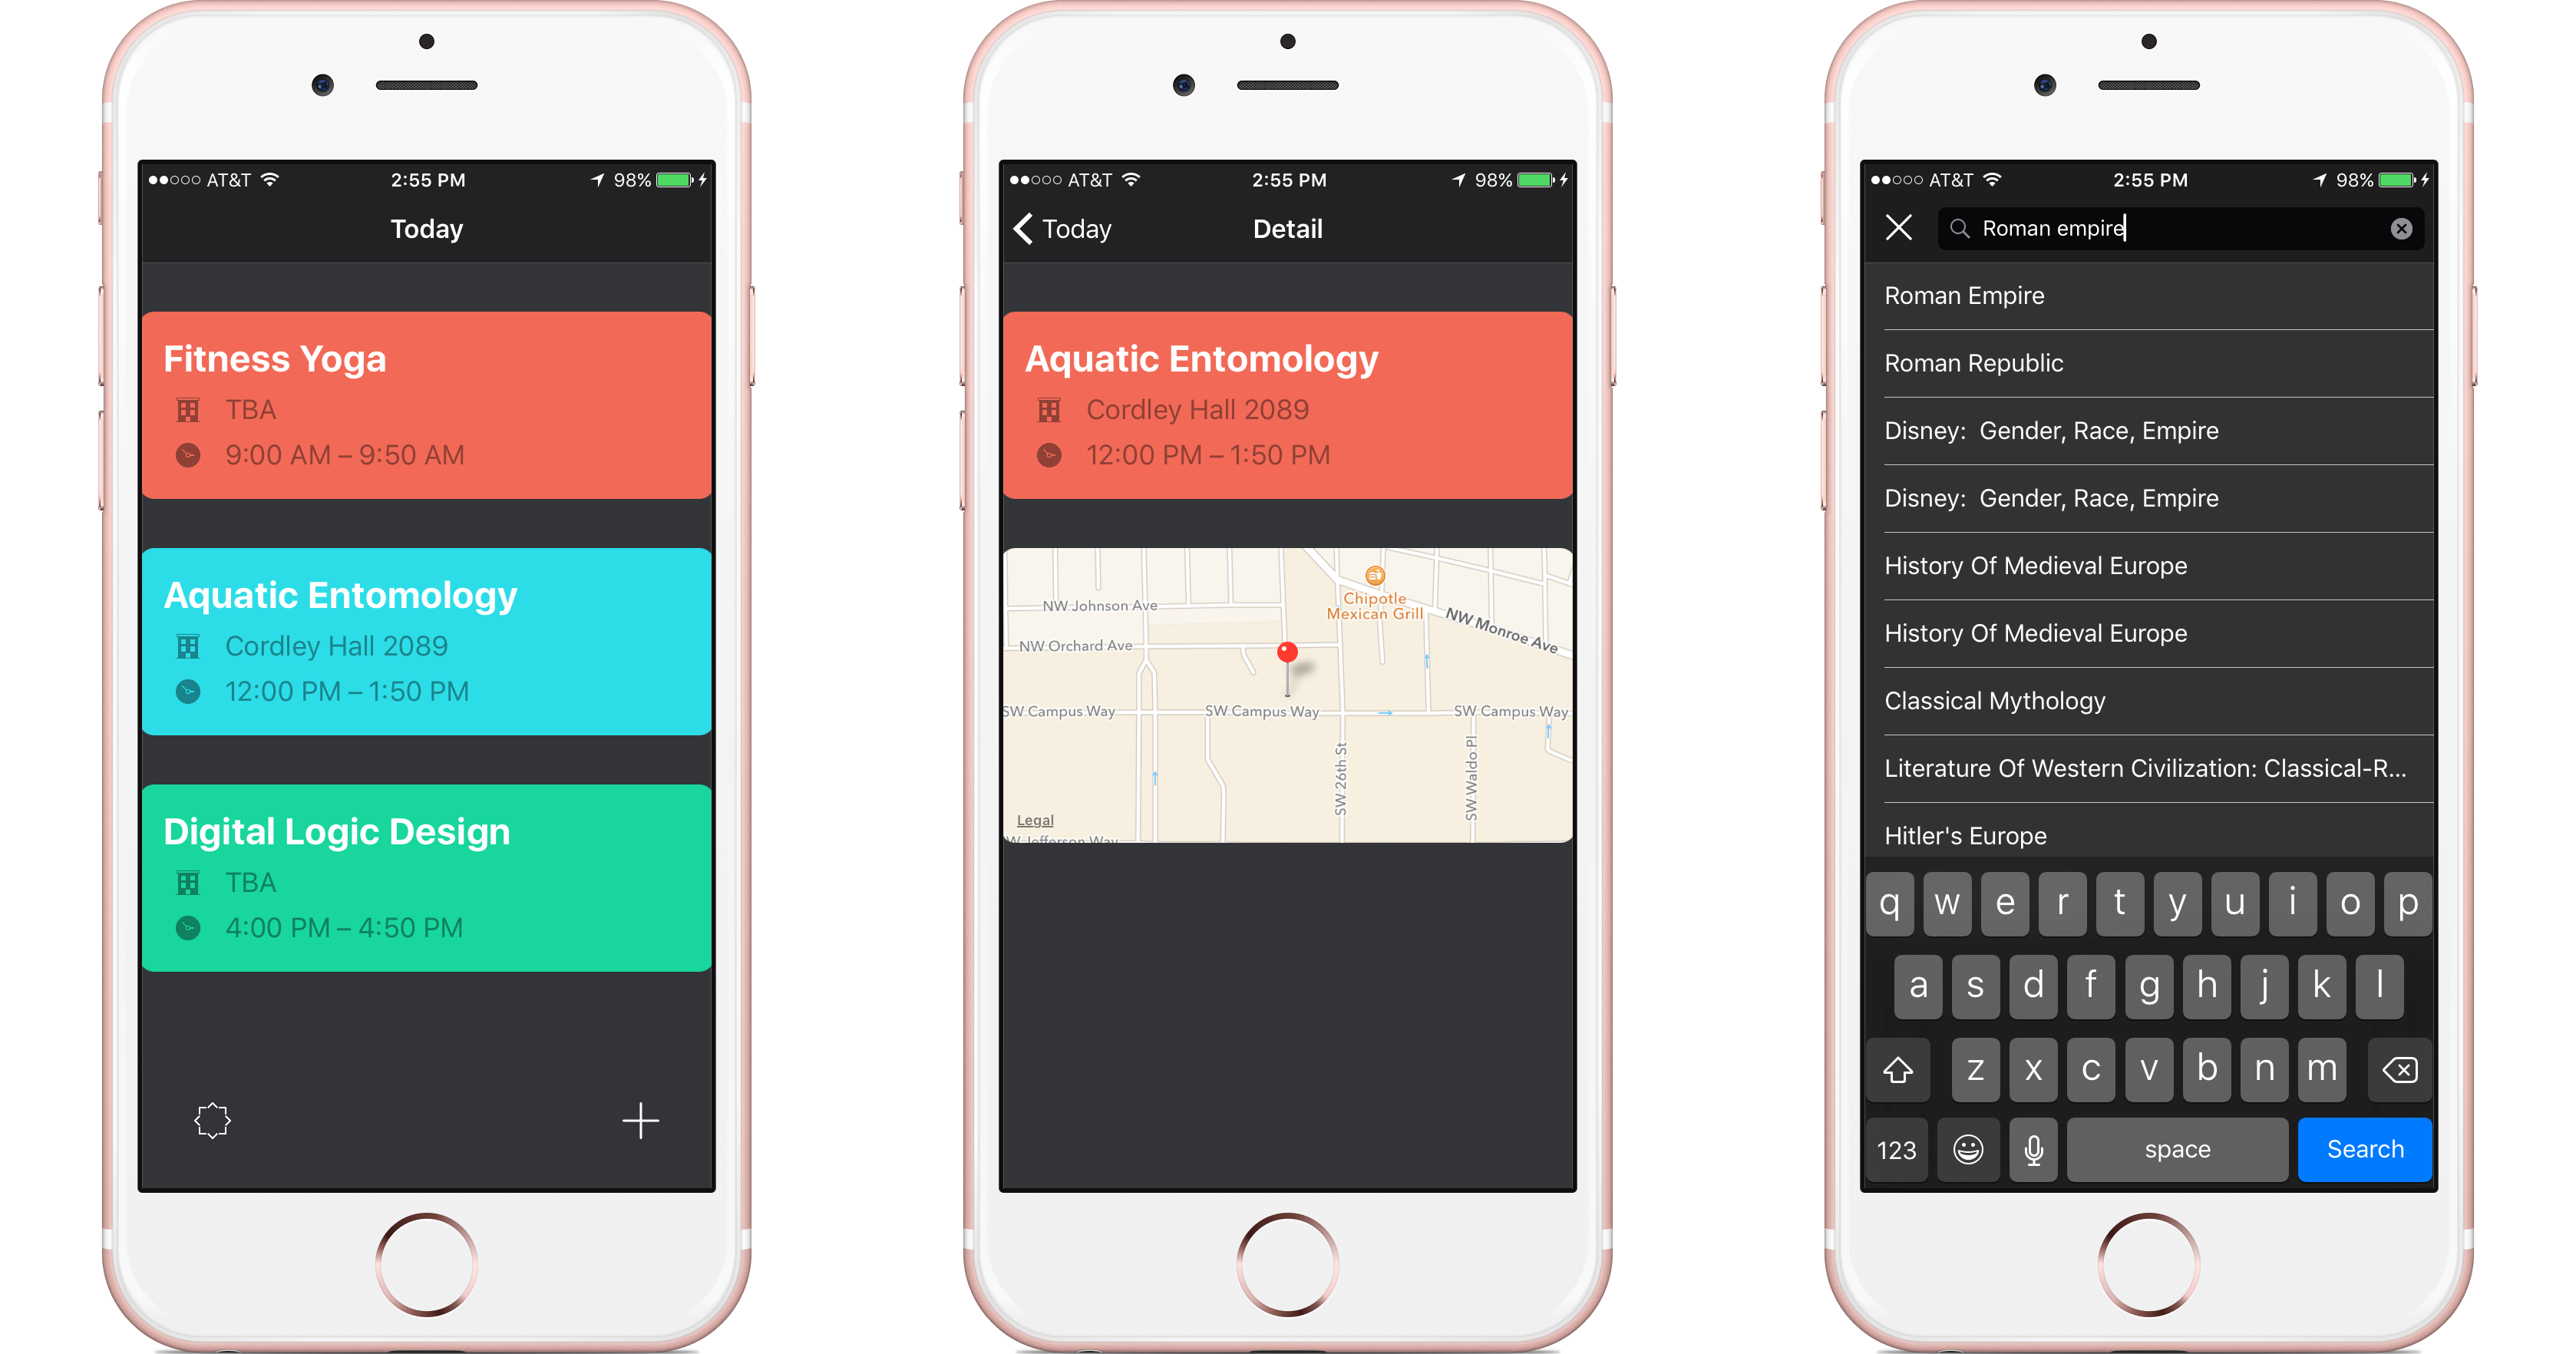 AT&T 2:55 PM 98%
Today
Fitness Yoga
TBA
9:00 AM – 9:50 AM
Aquatic Entomology
Cordley Hall 2089
12:00 PM – 1:50 PM
Digital Logic Design
TBA
4:00 PM – 4:50 PM
AT&T 2:55 PM 98%
Today Detail
Aquatic Entomology
Cordley Hall 2089
12:00 PM – 1:50 PM
Chipotle
Mexican Grill
NW Johnson Ave
NW Monroe Ave
NW Orchard Ave
SW Campus Way SW Campus Way SW Campus Way
SW 26th St
SW Waldo Pl
Legal
W Jefferson Way
AT&T 2:55 PM 98%
Roman empire
Roman Empire
Roman Republic
Disney:  Gender, Race, Empire
Disney:  Gender, Race, Empire
History Of Medieval Europe
History Of Medieval Europe
Classical Mythology
Literature Of Western Civilization: Classical-R...
Hitler's Europe
q w e r t y u i o p
a s d f g h j k l
z x c v b n m
123 space Search